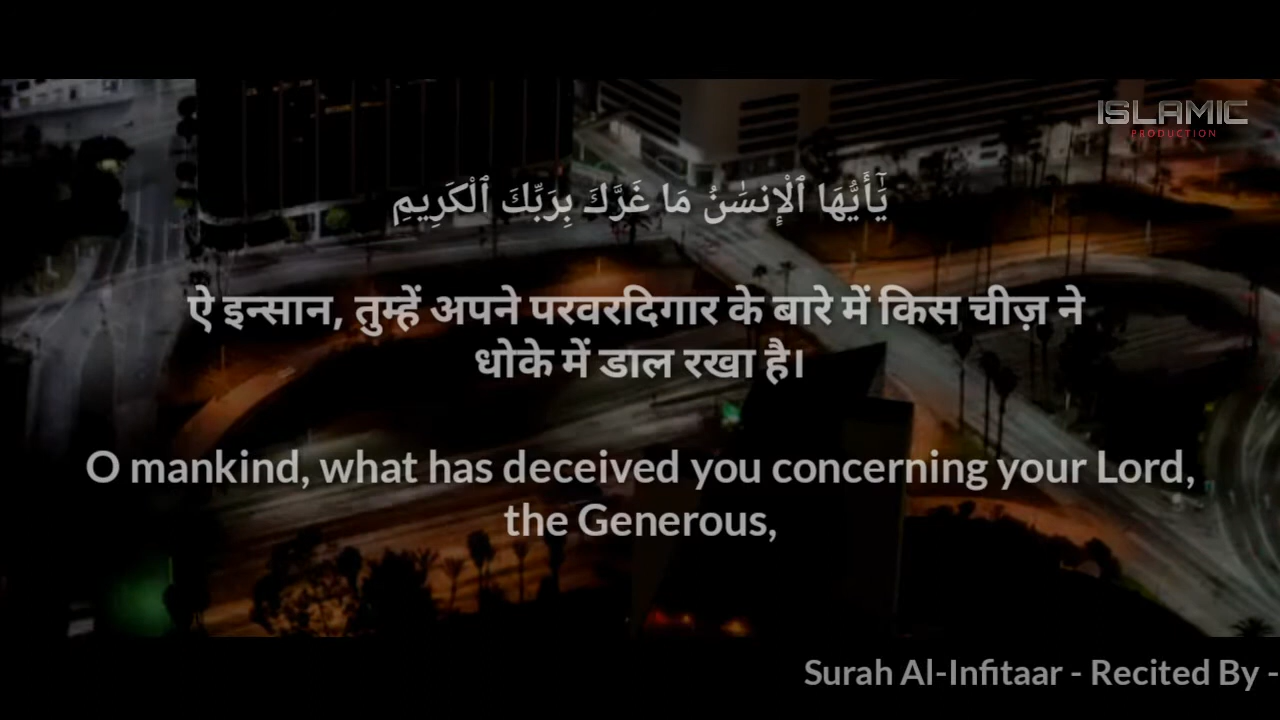 ISLAMIC
PRODUCTION
يَٰٓأَيُّهَا ٱلْإِنسَٰنُ مَا غَرَّكَ بِرَبِّكَ ٱلْكَرِيمِ
ऐ इन्सान, तुम्हें अपने परवरदिगार के बारे में किस चीज़ ने
धोके में डाल रखा है।
O mankind, what has deceived you concerning your Lord,
the Generous,
Surah Al-Infitaar - Recited By -